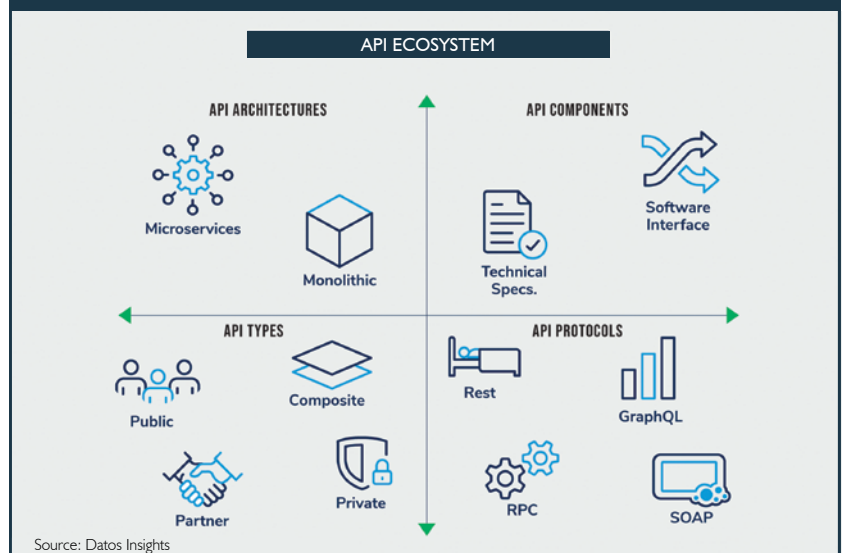 API ECOSYSTEM
API ARCHITECTURES
Microservices
Monolithic
API COMPONENTS
Technical
Specs.
Software
Interface
API TYPES
Public
Composite
Partner
Private
API PROTOCOLS
Rest
GraphQL
RPC
SOAP
Source: Datos Insights